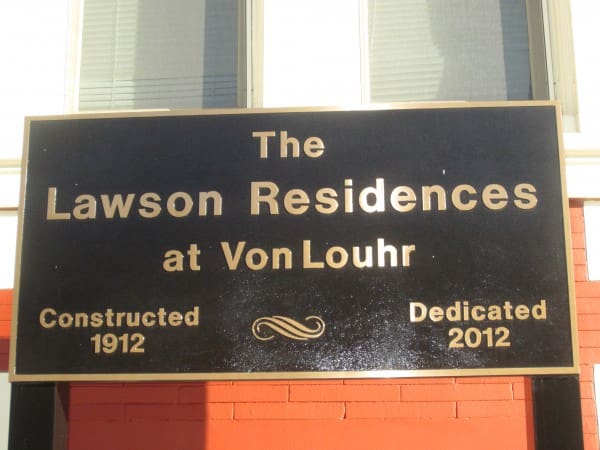 The
Lawson Residences
at Von Louhr
Constructed
1912
Dedicated
2012